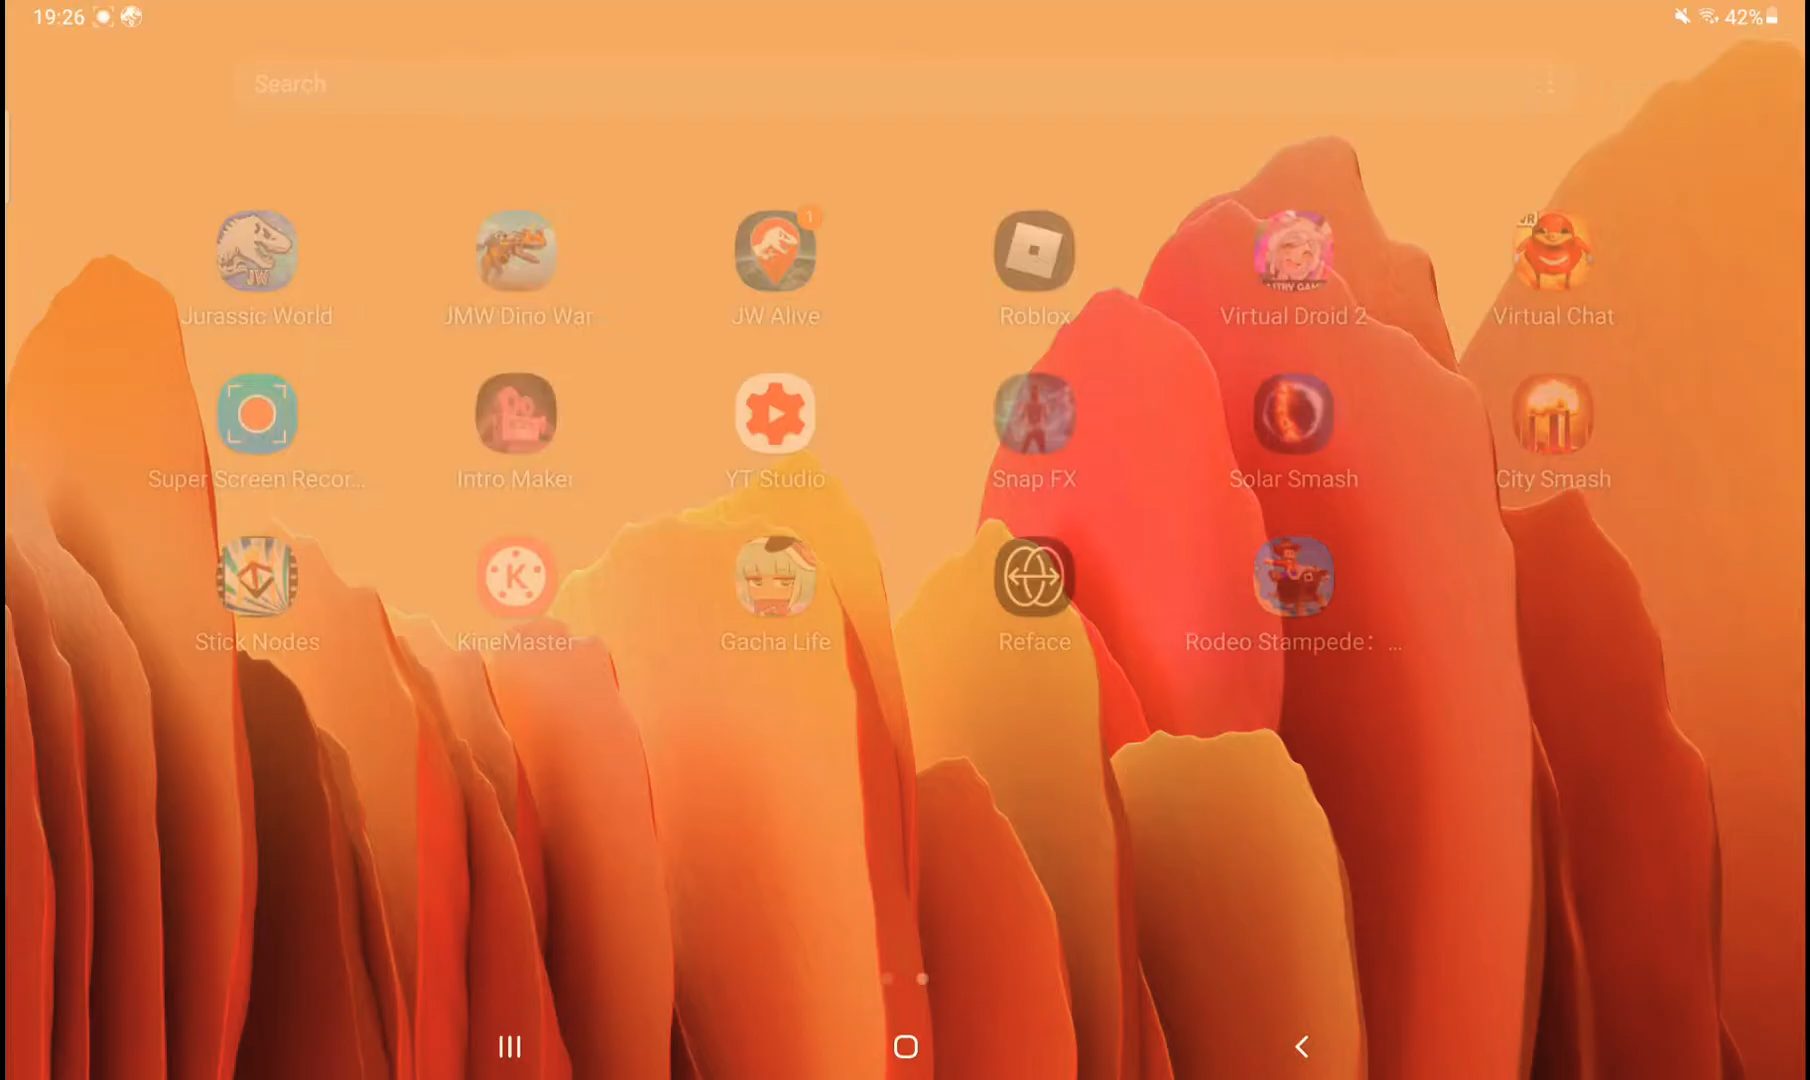 19:26
42%
Search
1
Jurassic World
JMW Dino War
JW Alive
Roblox
Virtual Droid 2
Virtual Chat
Super Screen Recor...
Intro Maker
YT Studio
Snap FX
Solar Smash
City Smash
Stick Nodes
KineMaster
Gacha Life
Reface
Rodeo Stampede: ...